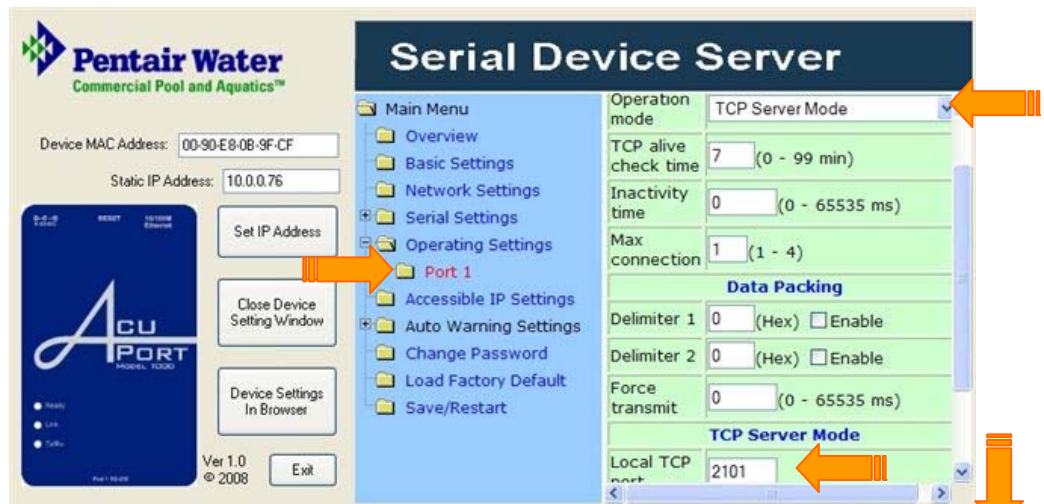 Pentair Water
Commercial Pool and Aquatics™
Serial Device Server
Device MAC Address: 00-90-E8-0B-9F-CF
Static IP Address: 10.0.0.76
RESET
10/100M
Ethernet
Set IP Address
Close Device
Setting Window
Device Settings
In Browser
ACU
PORT
MODEL 1000
Ready
Link
Ver 1.0
© 2008
Exit
Main Menu
Overview
Basic Settings
Network Settings
Serial Settings
Operating Settings
Port 1
Accessible IP Settings
Auto Warning Settings
Change Password
Load Factory Default
Save/Restart
Operation
mode
TCP Server Mode
TCP alive
check time
7 (0 - 99 min)
Inactivity
time
0 (0 - 65535 ms)
Max
connection
1 (1 - 4)
Data Packing
Delimiter 1 0 (Hex) Enable
Delimiter 2 0 (Hex) Enable
Force
transmit
0 (0 - 65535 ms)
TCP Server Mode
Local TCP
port
2101